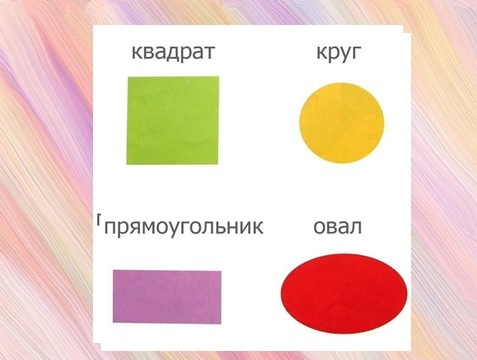 квадрат круг
прямоугольник овал